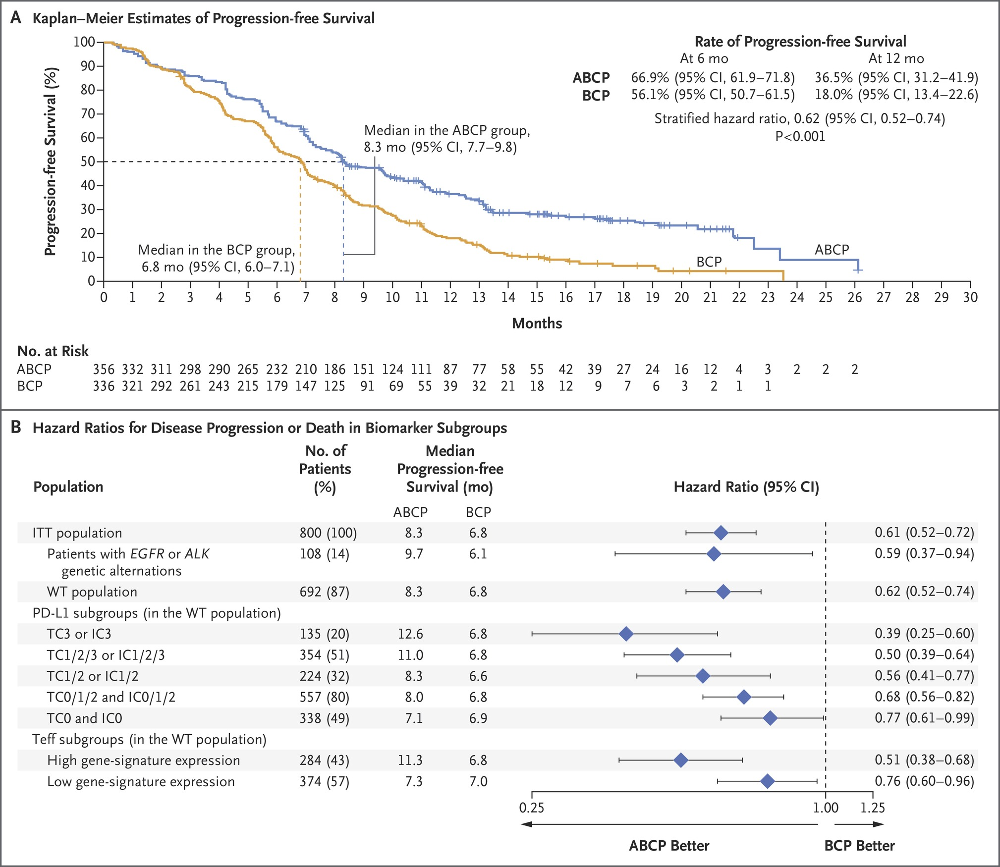 A Kaplan–Meier Estimates of Progression-free Survival
Progression-free Survival (%)
100
90
80
70
60
50
40
30
20
10
0
Rate of Progression-free Survival
At 6 mo At 12 mo
ABCP 66.9% (95% CI, 61.9–71.8) 36.5% (95% CI, 31.2–41.9)
BCP 56.1% (95% CI, 50.7–61.5) 18.0% (95% CI, 13.4–22.6)
Stratified hazard ratio, 0.62 (95% CI, 0.52–0.74)
P<0.001
Median in the ABCP group,
8.3 mo (95% CI, 7.7–9.8)
Median in the BCP group,
6.8 mo (95% CI, 6.0–7.1)
ABCP
BCP
0 1 2 3 4 5 6 7 8 9 10 11 12 13 14 15 16 17 18 19 20 21 22 23 24 25 26 27 28 29 30
Months
No. at Risk
ABCP 356 332 311 298 290 265 232 210 186 151 124 111 87 77 58 55 42 39 27 24 16 12 4 3 2 2 2
BCP 336 321 292 261 243 215 179 147 125 91 69 55 39 32 21 18 12 9 7 6 3 2 1 1
B Hazard Ratios for Disease Progression or Death in Biomarker Subgroups
Population
No. of
Patients
(%)
Median
Progression-free
Survival (mo)
Hazard Ratio (95% CI)
ABCP BCP
ITT population 800 (100) 8.3 6.8 0.61 (0.52–0.72)
Patients with EGFR or ALK 108 (14) 9.7 6.1 0.59 (0.37–0.94)
genetic alternations
WT population 692 (87) 8.3 6.8 0.62 (0.52–0.74)
PD-L1 subgroups (in the WT population)
TC3 or IC3 135 (20) 12.6 6.8 0.39 (0.25–0.60)
TC1/2/3 or IC1/2/3 354 (51) 11.0 6.8 0.50 (0.39–0.64)
TC1/2 or IC1/2 224 (32) 8.3 6.6 0.56 (0.41–0.77)
TC0/1/2 and IC0/1/2 557 (80) 8.0 6.8 0.68 (0.56–0.82)
TC0 and IC0 338 (49) 7.1 6.9 0.77 (0.61–0.99)
Teff subgroups (in the WT population)
High gene-signature expression 284 (43) 11.3 6.8 0.51 (0.38–0.68)
Low gene-signature expression 374 (57) 7.3 7.0 0.76 (0.60–0.96)
0.25 1.00 1.25
ABCP Better BCP Better